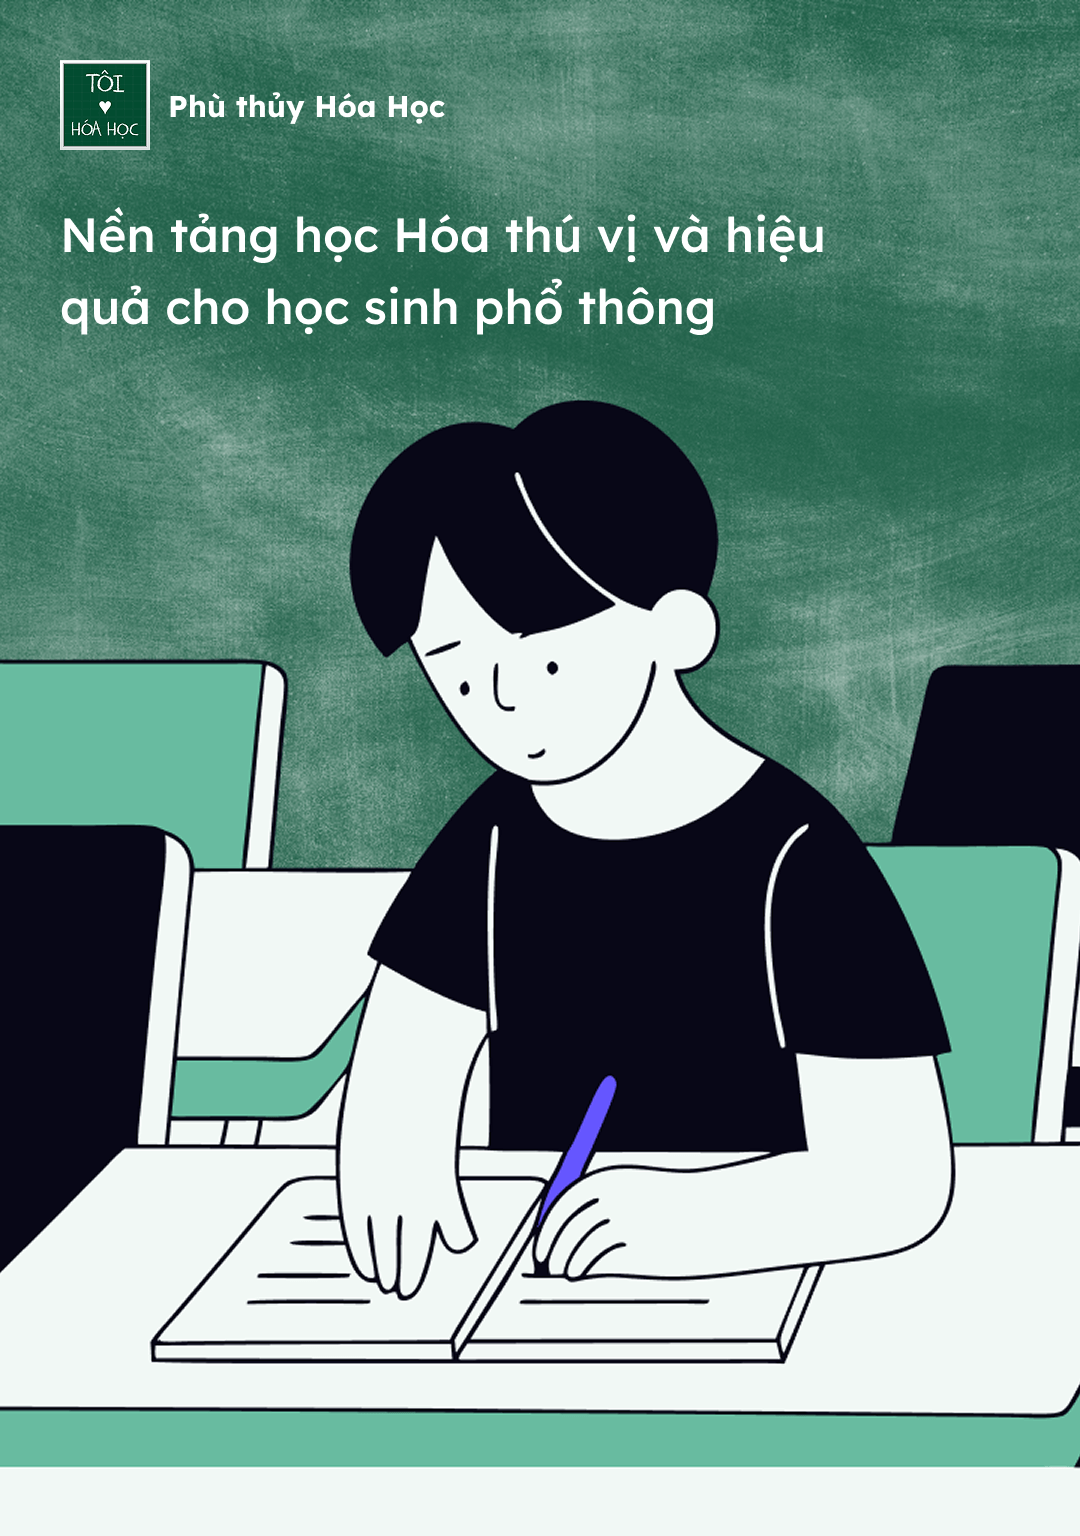 TÔI
♥
HÓA HỌC
Phù thủy Hóa Học
Nền tảng học Hóa thú vị và hiệu
quả cho học sinh phổ thông